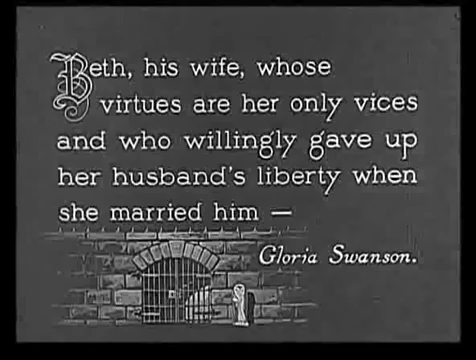 Beth, his wife, whose
virtues are her only vices
and who willingly gave up
her husband's liberty when
she married him —
Gloria Swanson.